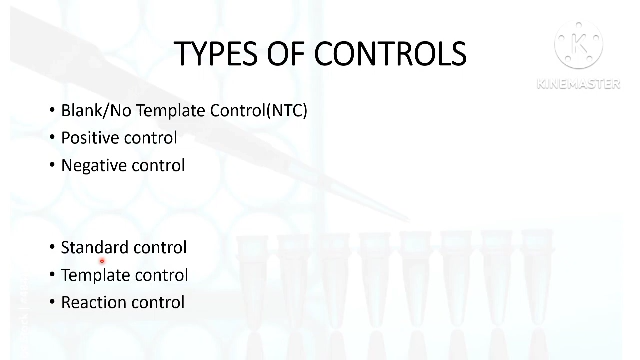 TYPES OF CONTROLS
K
KINEMASTER
• Blank/No Template Control(NTC)
• Positive control
• Negative control
• Standard control
• Template control
• Reaction control